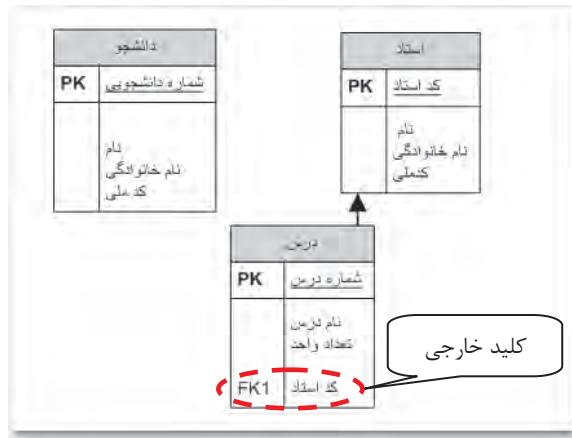 دانشجو
PK شماره دانشجویی
نام
نام خانوادگی
کد ملی
استاد
PK کد استاد
نام
نام خانوادگی
کدملی
درس
PK شماره درس
نام درس
تعداد واحد
FK1 کد استاد
کلید خارجی